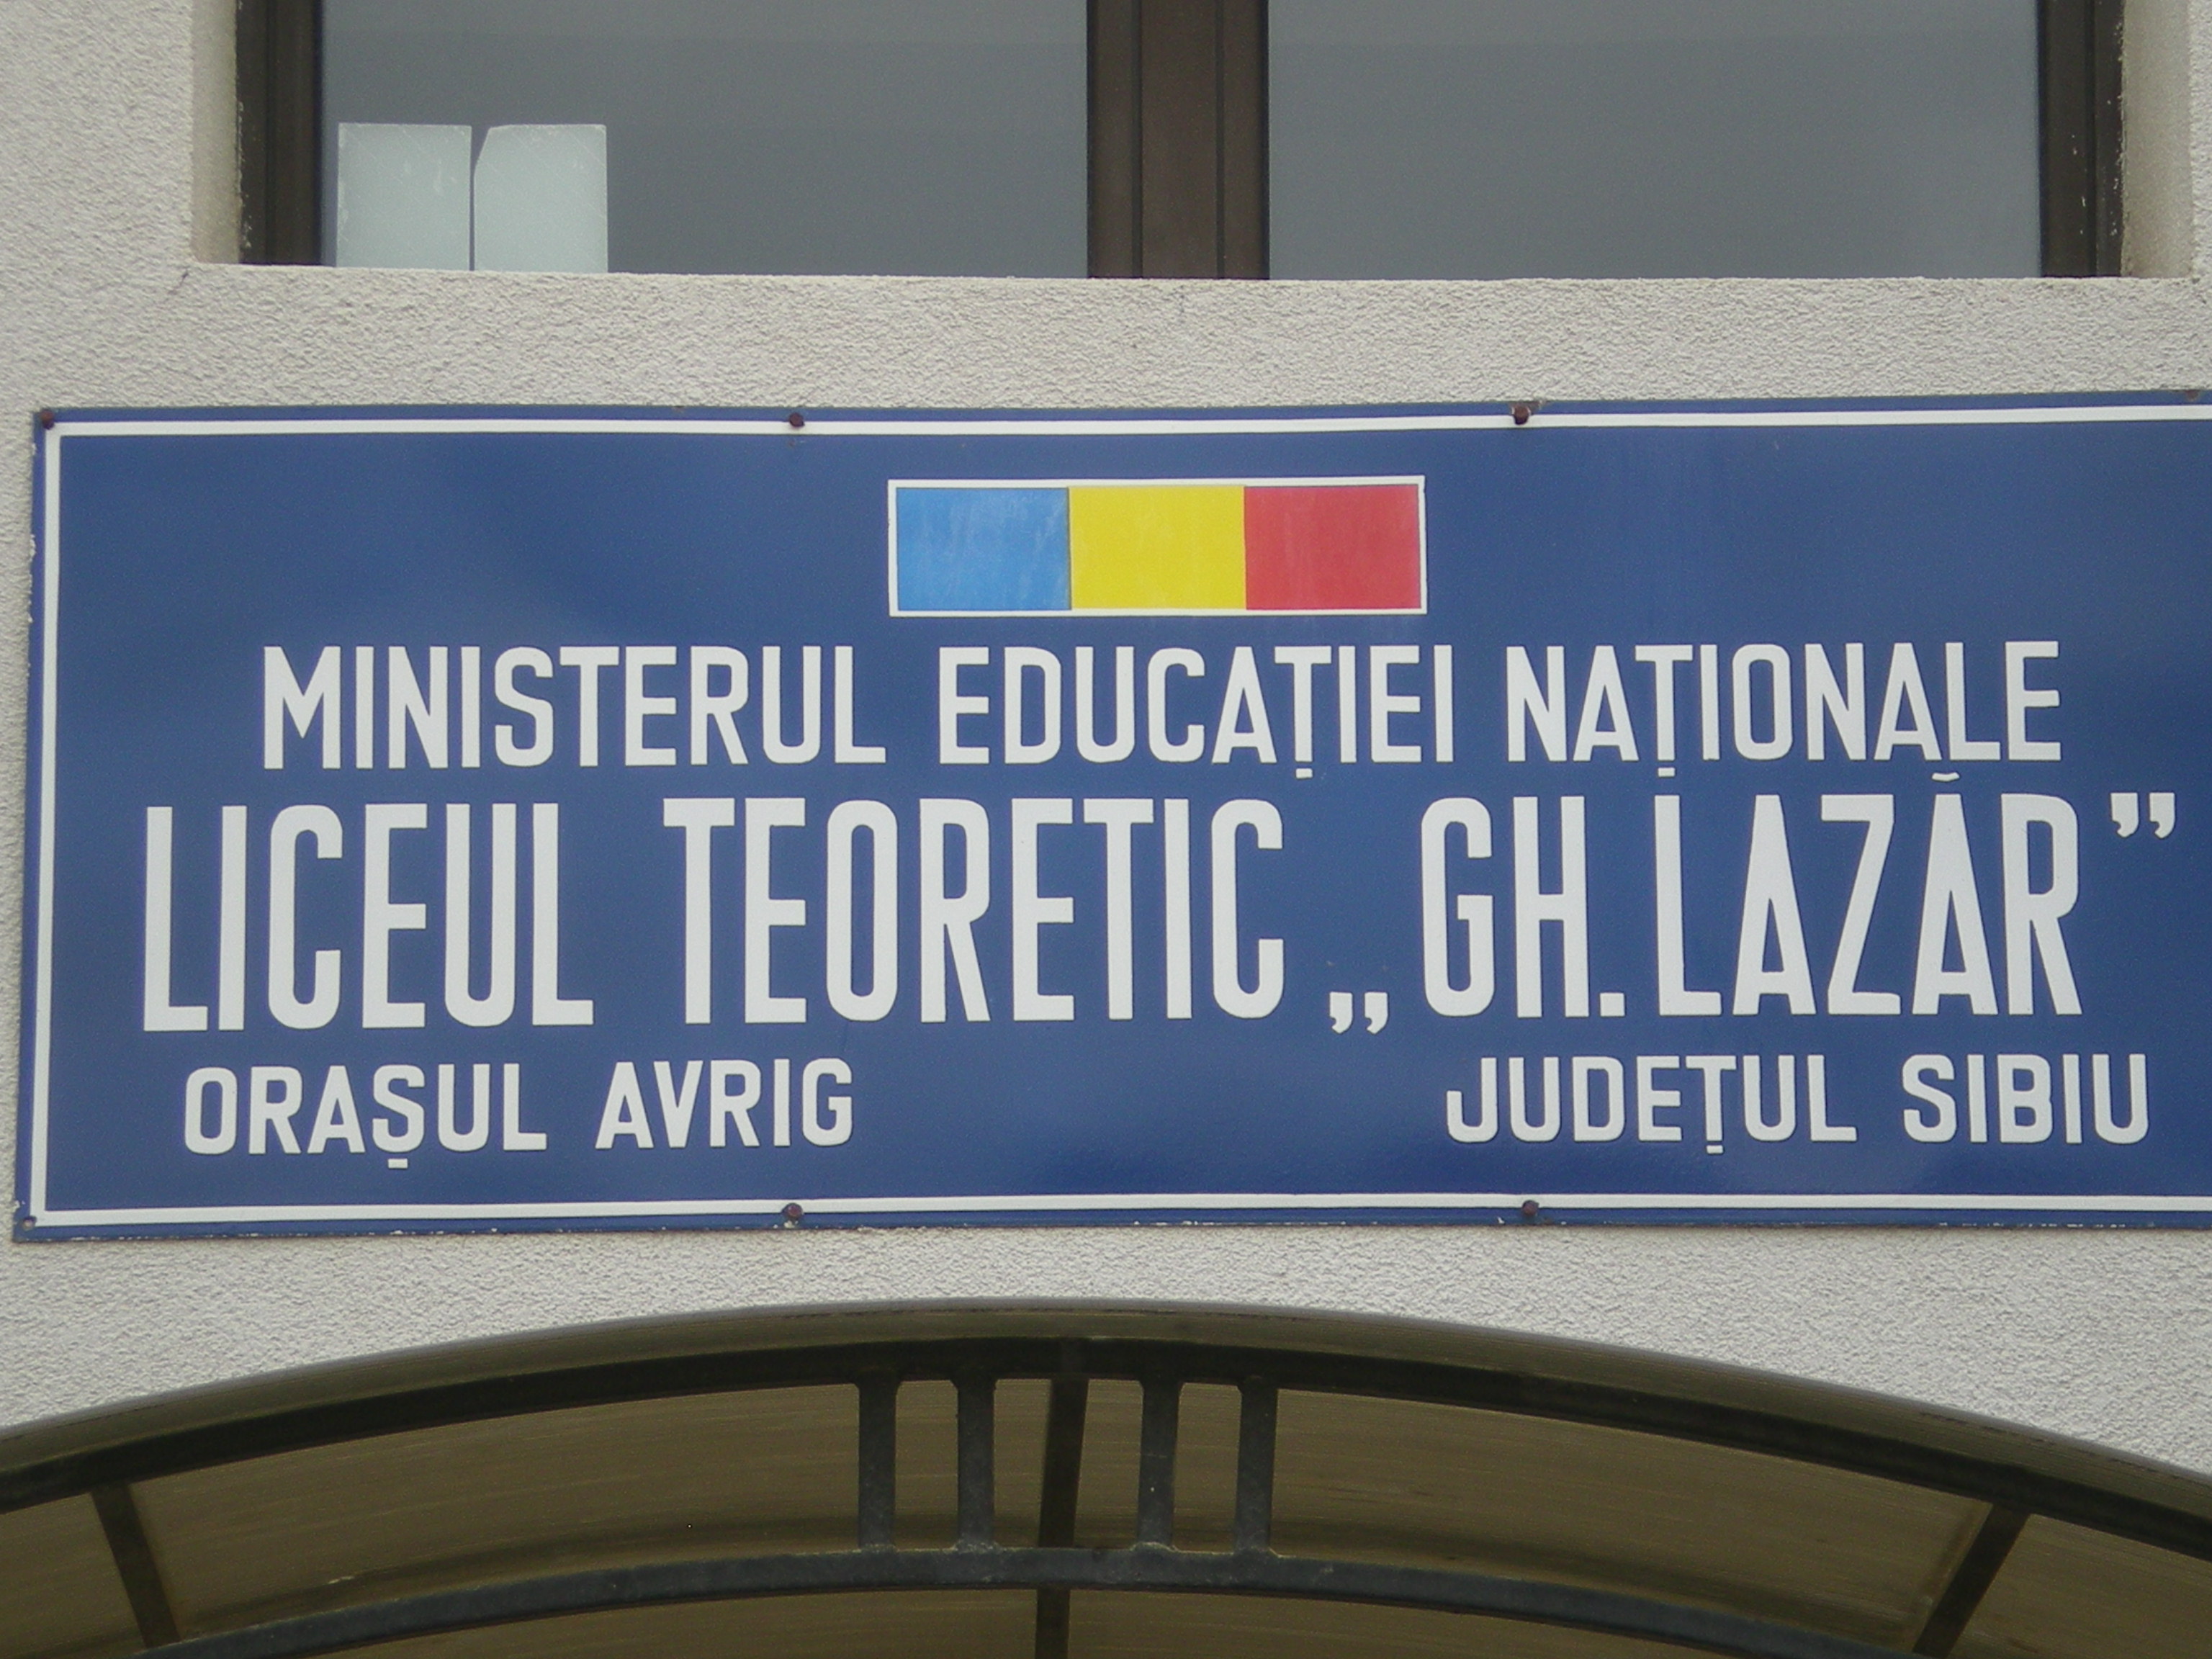 MINISTERUL EDUCAȚIEI NAȚIONALE
LICEUL TEORETIC „GH. LAZĂR”
ORAȘUL AVRIG JUDEȚUL SIBIU